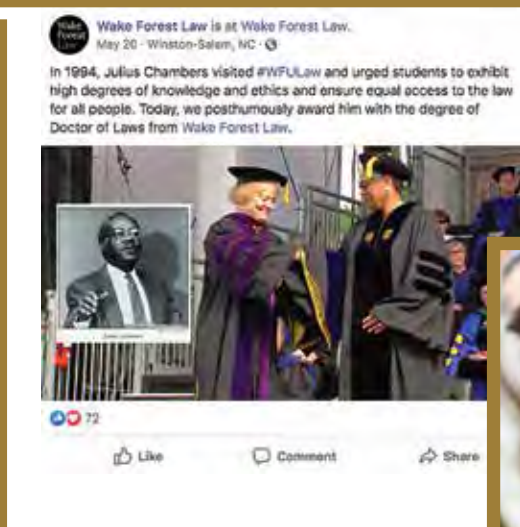 Wake
Forest
Law
Wake Forest Law is at Wake Forest Law.
May 20 · Winston-Salem, NC ·
In 1994, Julius Chambers visited #WFULaw and urged students to exhibit
high degrees of knowledge and ethics and ensure equal access to the law
for all people. Today, we posthumously award him with the degree of
Doctor of Laws from Wake Forest Law.
72
Like
Comment
Share